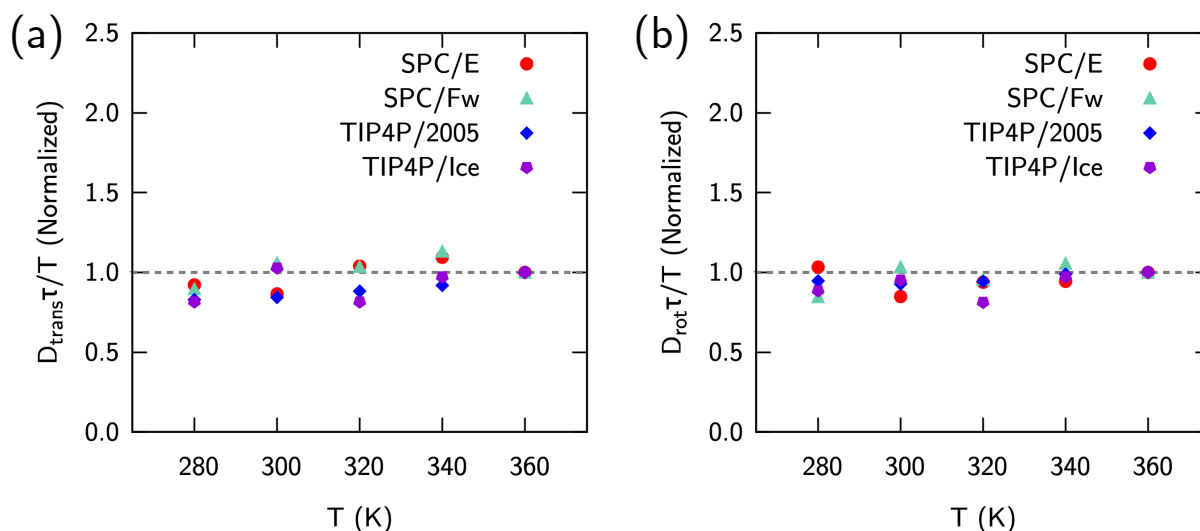 (a)
2.5
2.0
1.5
1.0
0.5
0.0
D_trans τ/T (Normalized)
SPC/E
SPC/Fw
TIP4P/2005
TIP4P/Ice
280 300 320 340 360
T (K)
(b)
2.5
2.0
1.5
1.0
0.5
0.0
D_rot τ/T (Normalized)
SPC/E
SPC/Fw
TIP4P/2005
TIP4P/Ice
280 300 320 340 360
T (K)